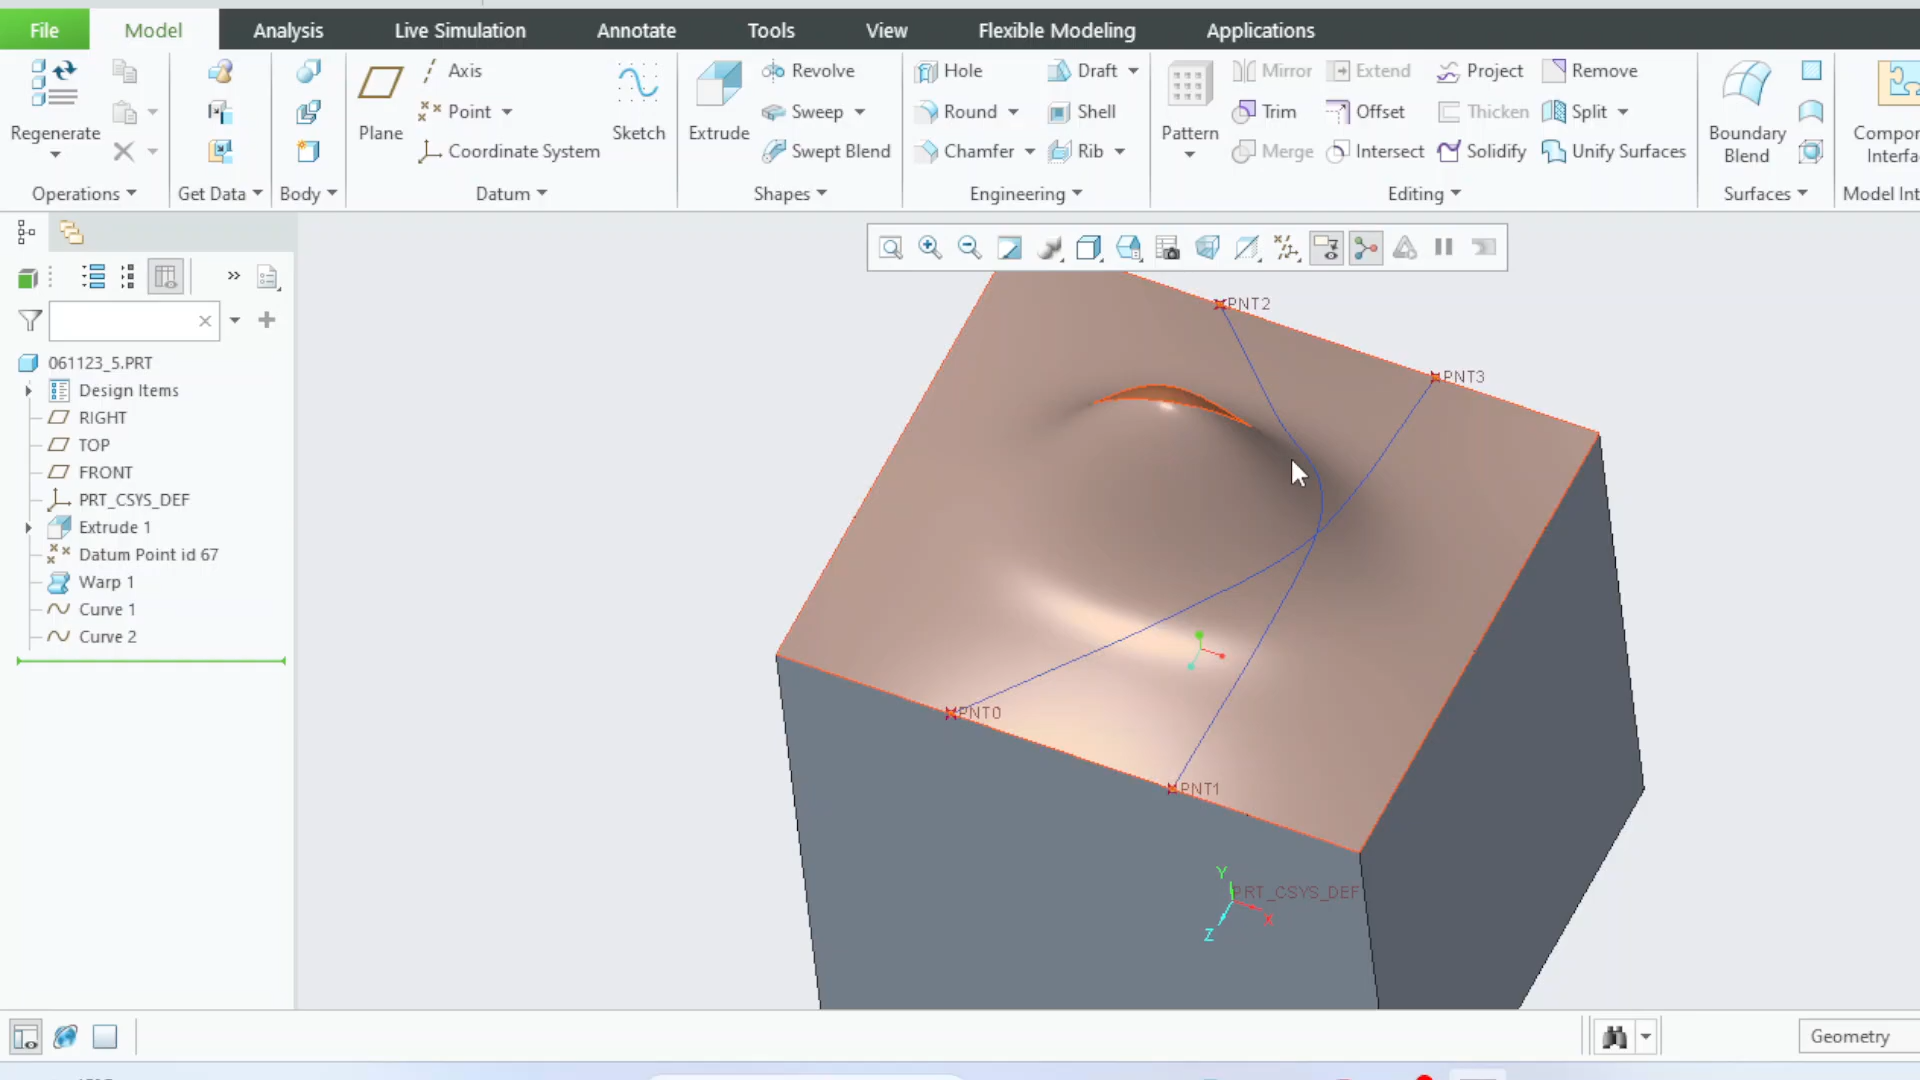 File Model Analysis Live Simulation Annotate Tools View Flexible Modeling Applications
Axis Revolve Hole Draft Mirror Extend Project Remove
Point Sweep Round Shell Trim Offset Thicken Split
Regenerate Plane Sketch Extrude Pattern Boundary Blend
Coordinate System Swept Blend Chamfer Rib Merge Intersect Solidify Unify Surfaces
Operations Get Data Body Datum Shapes Engineering Editing Surfaces Model
061123_5.PRT
Design Items
RIGHT
TOP
FRONT
PRT_CSYS_DEF
Extrude 1
Datum Point id 67
Warp 1
Curve 1
Curve 2
PNT2
PNT3
PNT0
PNT1
Y
PRT_CSYS_DEF
X
Z
Geometry